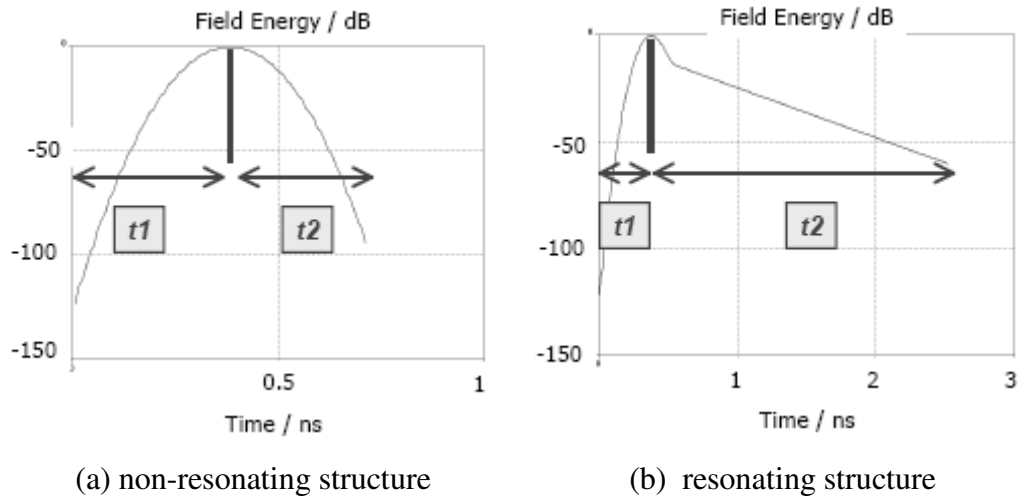 Field Energy / dB
0
-50
-100
-150
t1
t2
0.5
1
Time / ns
(a) non-resonating structure
Field Energy / dB
-50
-100
-150
t1
t2
1
2
3
Time / ns
(b) resonating structure